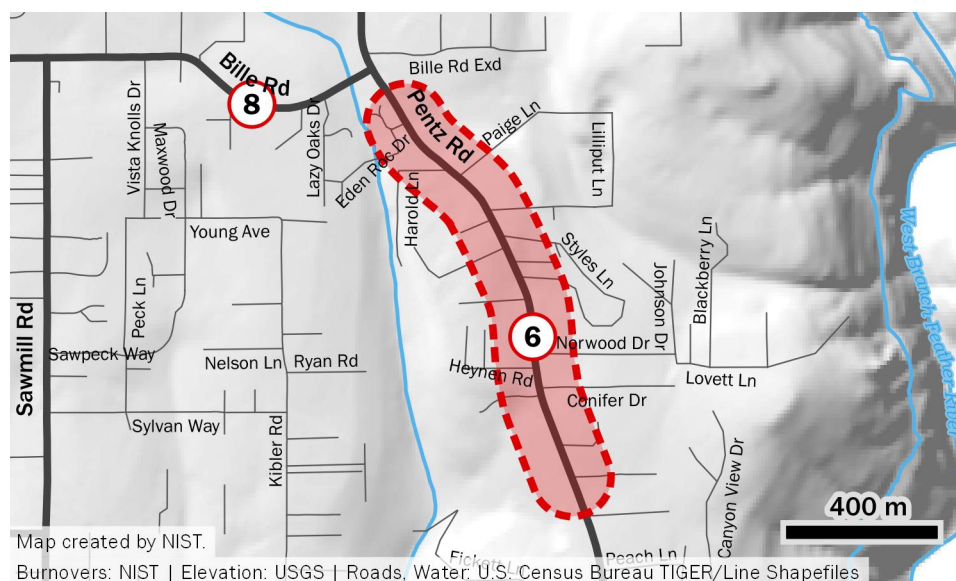 Bille Rd Exd
Bille Rd
8
Pentz Rd
Paige Ln
Vista Knolls Dr
Maxwood Dr
Lazy Oaks Dr
Eden Roc Dr
Liliput Ln
Harold Ln
Young Ave
Styles Ln
West Branch Feather River
Blackberry Ln
Johnson Dr
Peck Ln
Sawmill Rd
6
Norwood Dr
Sawpeck Way
Nelson Ln
Ryan Rd
Heynen Rd
Lovett Ln
Conifer Dr
Sylvan Way
Kibler Rd
Canyon View Dr
400 m
Map created by NIST.
Fickett Ln
Peach Ln
Burnovers: NIST | Elevation: USGS | Roads, Water: U.S. Census Bureau TIGER/Line Shapefiles